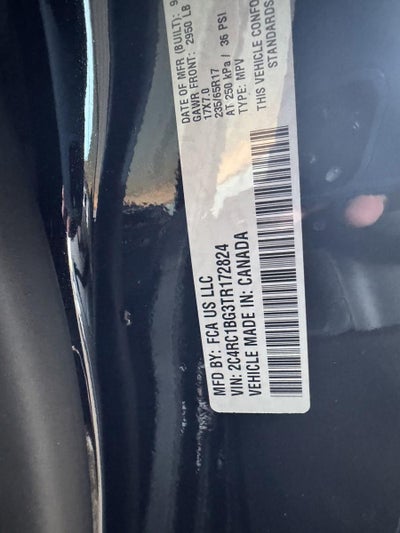 MFD BY: FCA US LLC
VIN: 2C4RC1BG3TR172824
VEHICLE MADE IN: CANADA
DATE OF MFR (BUILT): 9
GAWR FRONT: 2950 LB
17X7.0
235/65R17
AT 250 kPa / 36 PSI
TYPE: MPV
THIS VEHICLE CONFO
STANDARDS